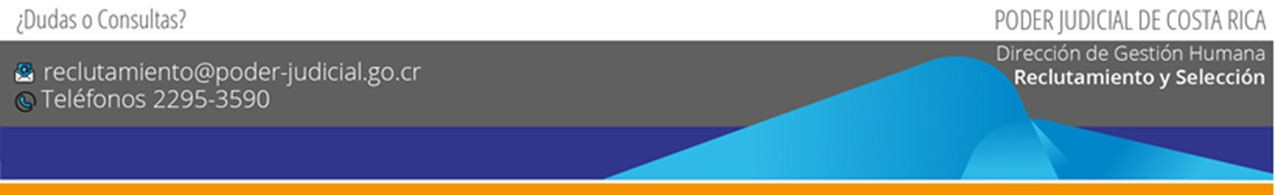 ¿Dudas o Consultas?
reclutamiento@poder-judicial.go.cr
Teléfonos 2295-3590
PODER JUDICIAL DE COSTA RICA
Dirección de Gestión Humana
Reclutamiento y Selección